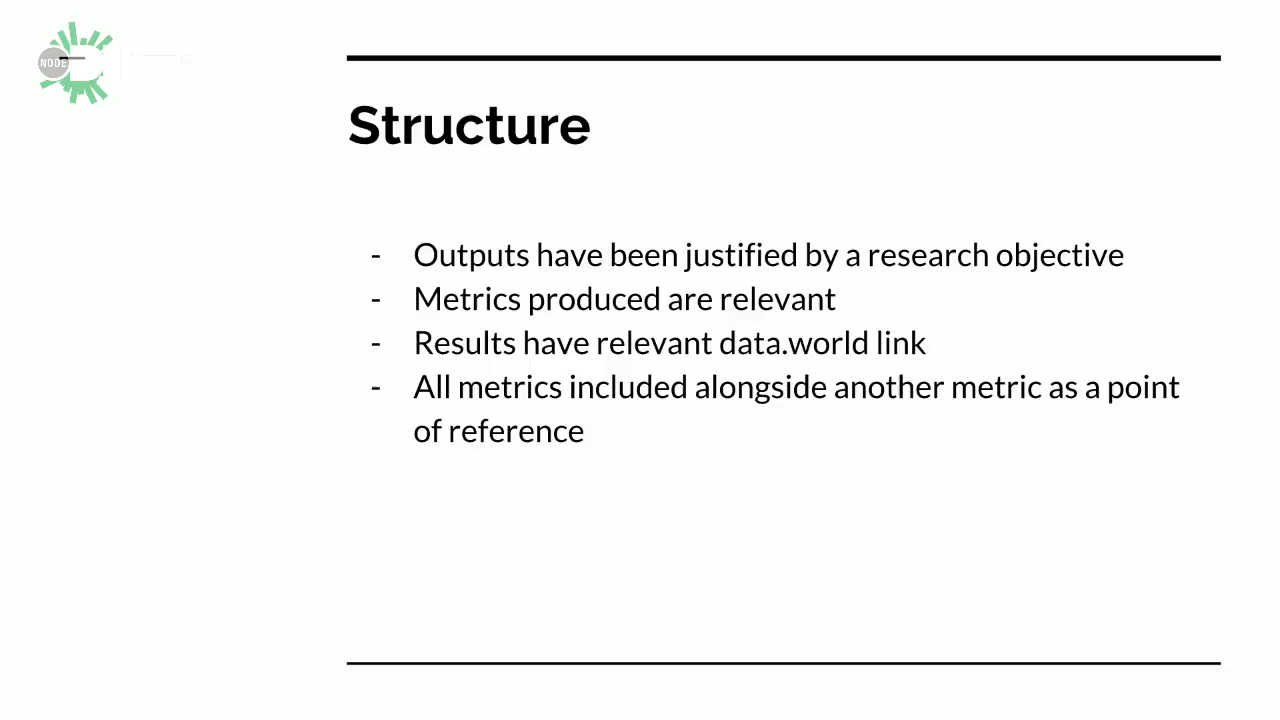 NODE
Structure
- Outputs have been justified by a research objective
- Metrics produced are relevant
- Results have relevant data.world link
- All metrics included alongside another metric as a point
of reference